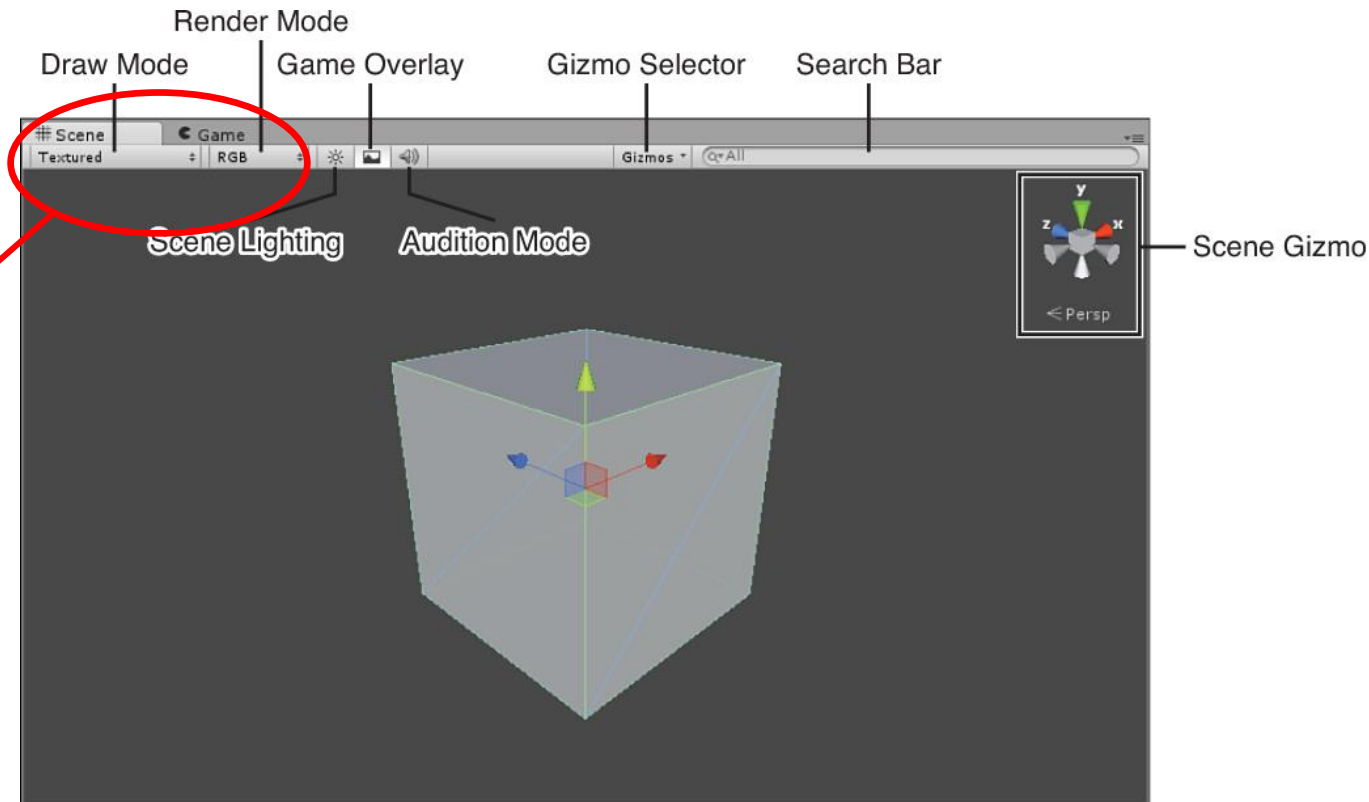 Render Mode
Draw Mode
Game Overlay
Gizmo Selector
Search Bar
Scene
Game
Textured
RGB
Gizmos
All
y
z
x
Persp
Scene Gizmo
Scene Lighting
Audition Mode